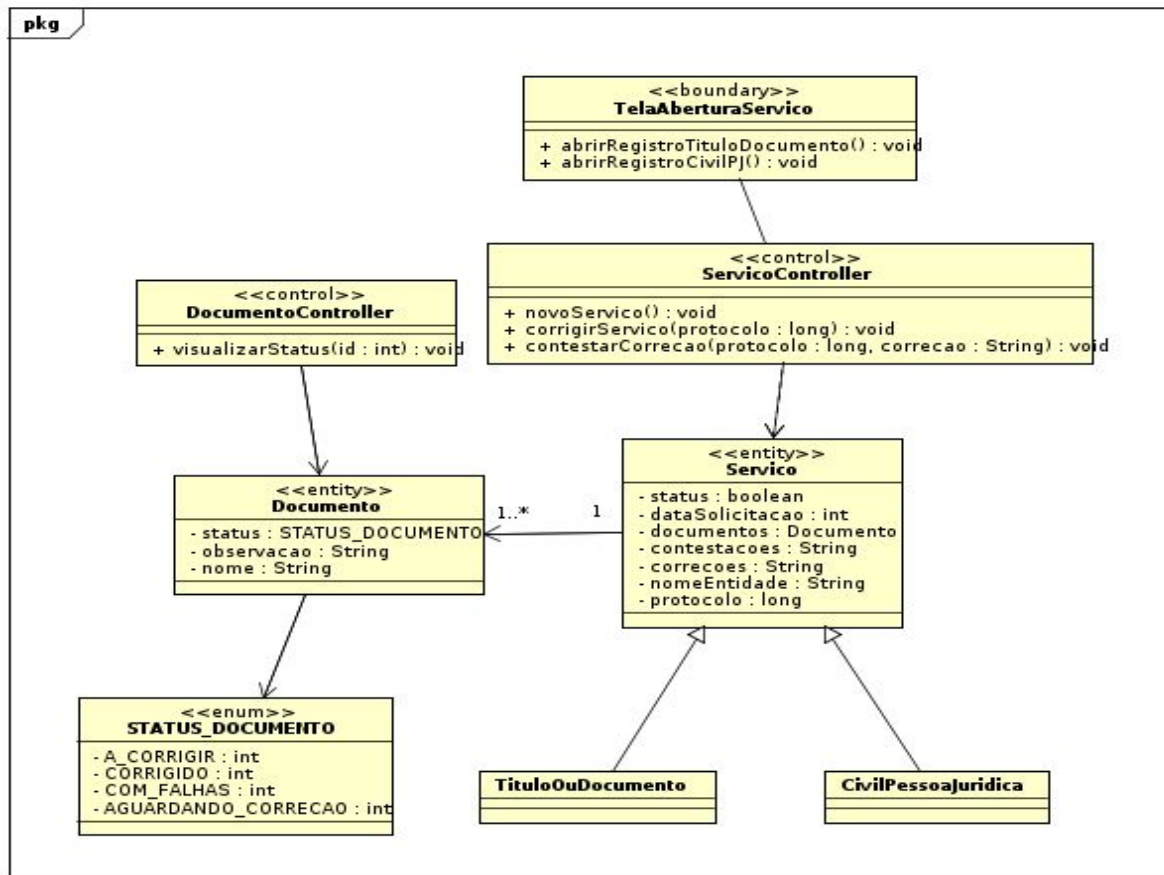 pkg
<<boundary>>
TelaAberturaServico
+ abrirRegistroTituloDocumento() : void
+ abrirRegistroCivilPJ() : void
<<control>>
ServicoController
+ novoServico() : void
+ corrigirServico(protocolo : long) : void
+ contestarCorrecao(protocolo : long, correcao : String) : void
<<control>>
DocumentoController
+ visualizarStatus(id : int) : void
<<entity>>
Servico
- status : boolean
- dataSolicitacao : int
- documentos : Documento
- contestacoes : String
- correcoes : String
- nomeEntidade : String
- protocolo : long
1..*
1
<<entity>>
Documento
- status : STATUS_DOCUMENTO
- observacao : String
- nome : String
<<enum>>
STATUS_DOCUMENTO
- A_CORRIGIR : int
- CORRIGIDO : int
- COM_FALHAS : int
- AGUARDANDO_CORRECAO : int
TituloOuDocumento
CivilPessoaJuridica